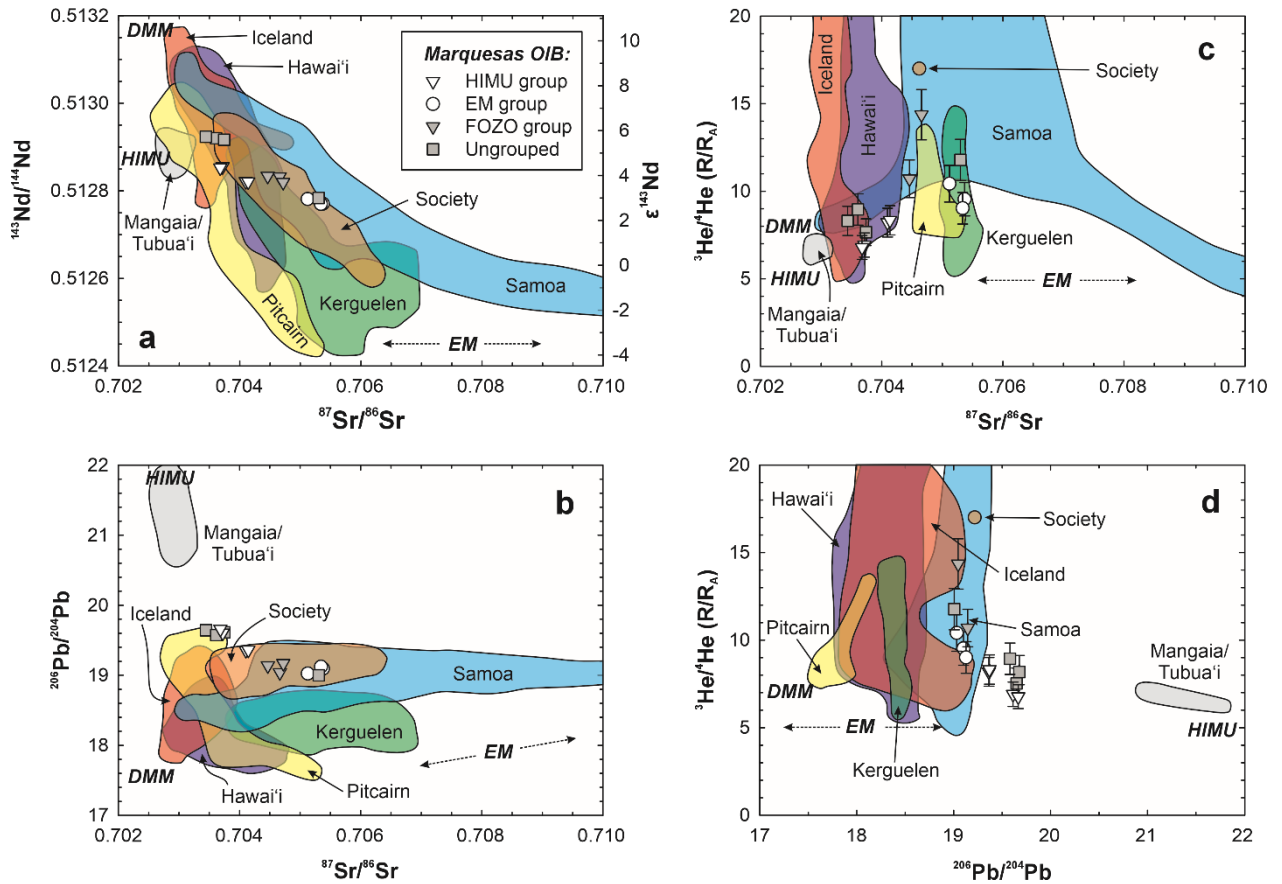 0.5132
0.5130
0.5128
0.5126
0.5124
¹⁴³Nd/¹⁴⁴Nd
DMM
Iceland
Hawai‘i
HIMU
Mangaia/
Tubua‘i
Marquesas OIB:
HIMU group
EM group
FOZO group
Ungrouped
Society
Samoa
Kerguelen
Pitcairn
EM
a
10
8
6
4
2
0
-2
-4
ε¹⁴³Nd
0.702 0.704 0.706 0.708 0.710
⁸⁷Sr/⁸⁶Sr
20
15
10
5
0
³He/⁴He (R/R_A)
Iceland
Hawai‘i
c
Society
Samoa
DMM
HIMU
Mangaia/
Tubua‘i
Pitcairn
Kerguelen
EM
0.702 0.704 0.706 0.708 0.710
⁸⁷Sr/⁸⁶Sr
22
21
20
19
18
17
²⁰⁶Pb/²⁰⁴Pb
HIMU
b
Mangaia/
Tubua‘i
Iceland
Society
Samoa
Kerguelen
EM
DMM
Hawai‘i
Pitcairn
0.702 0.704 0.706 0.708 0.710
⁸⁷Sr/⁸⁶Sr
20
15
10
5
0
³He/⁴He (R/R_A)
Hawai‘i
d
Society
Iceland
Pitcairn
Samoa
DMM
Mangaia/
Tubua‘i
EM
HIMU
Kerguelen
17 18 19 20 21 22
²⁰⁶Pb/²⁰⁴Pb